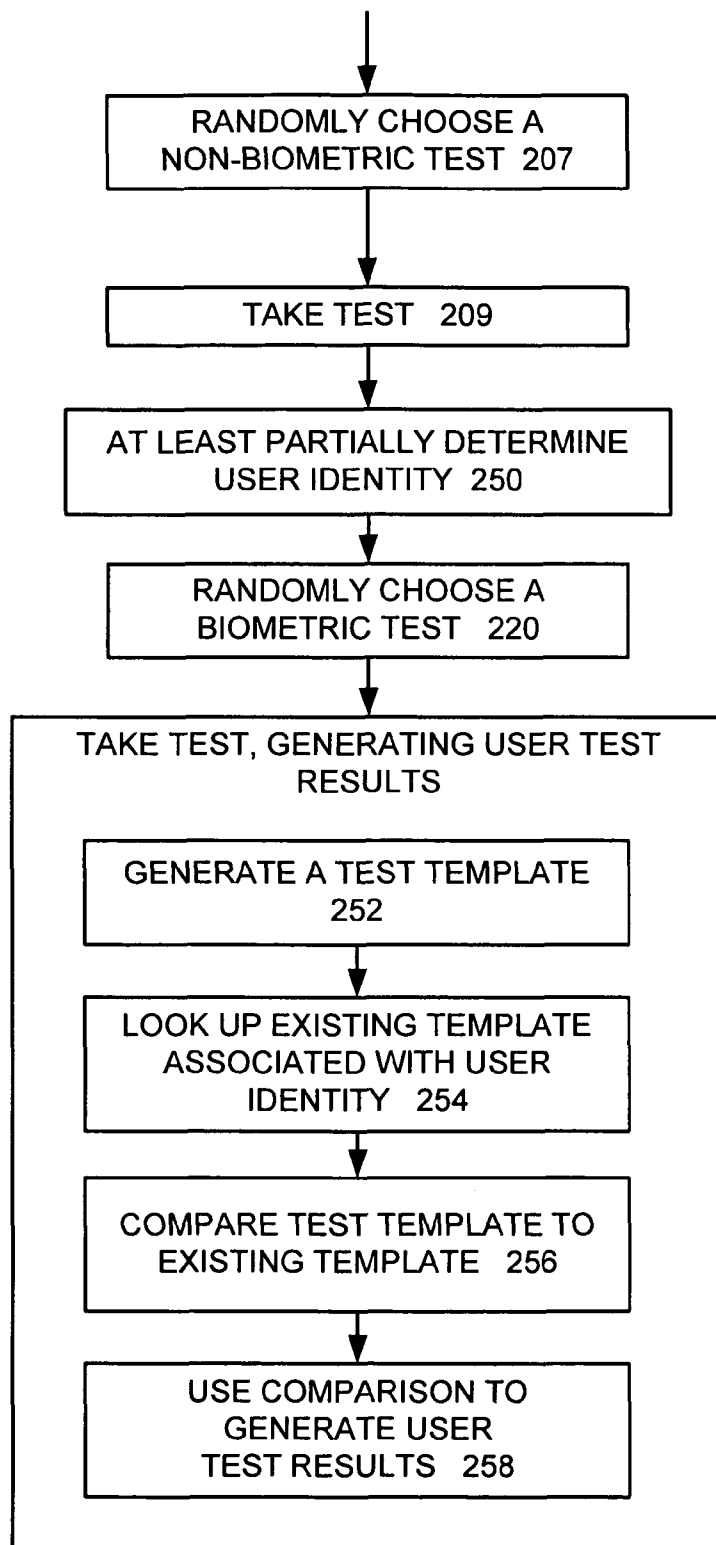 RANDOMLY CHOOSE A
NON-BIOMETRIC TEST 207
TAKE TEST 209
AT LEAST PARTIALLY DETERMINE
USER IDENTITY 250
RANDOMLY CHOOSE A
BIOMETRIC TEST 220
TAKE TEST, GENERATING USER TEST
RESULTS
GENERATE A TEST TEMPLATE
252
LOOK UP EXISTING TEMPLATE
ASSOCIATED WITH USER
IDENTITY 254
COMPARE TEST TEMPLATE TO
EXISTING TEMPLATE 256
USE COMPARISON TO
GENERATE USER
TEST RESULTS 258